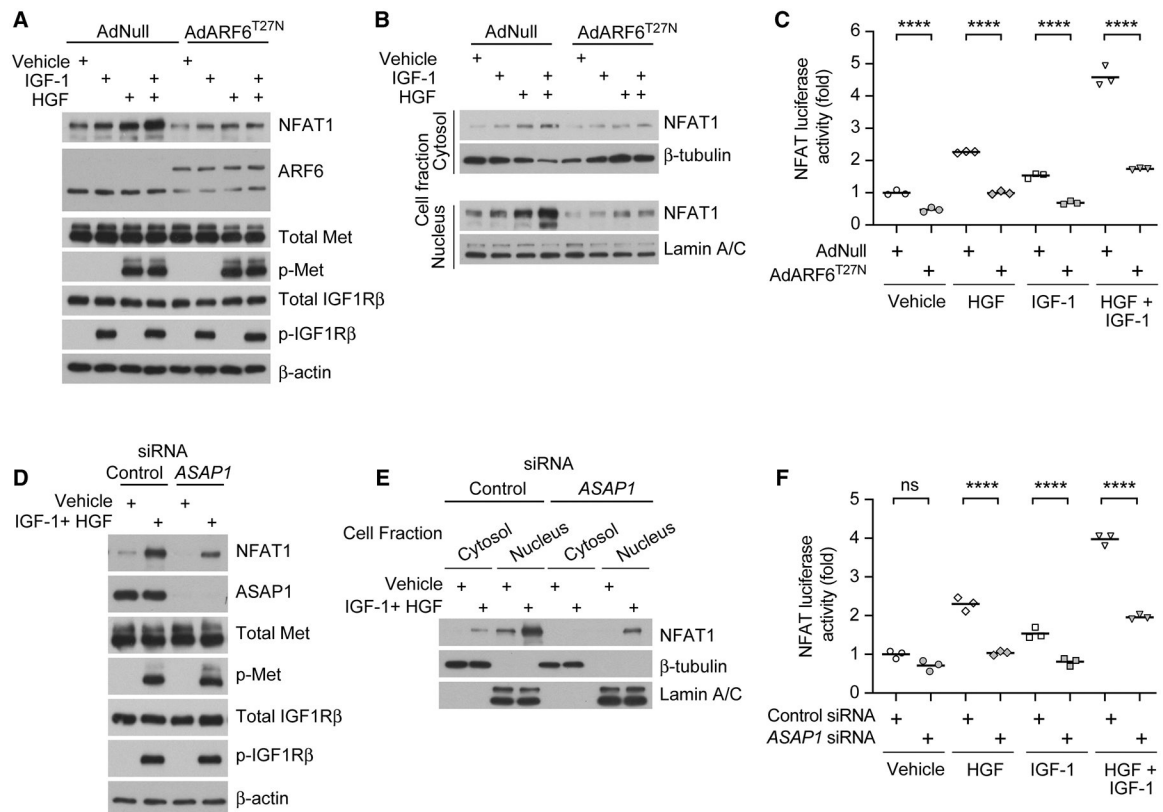 A
AdNull AdARF6T27N
Vehicle + +
IGF-1 + + + +
HGF + + + +
NFAT1
ARF6
Total Met
p-Met
Total IGF1Rβ
p-IGF1Rβ
β-actin
B
AdNull AdARF6T27N
Vehicle + +
IGF-1 + + + +
HGF + + + +
Cell fraction
Cytosol
NFAT1
β-tubulin
Nucleus
NFAT1
Lamin A/C
C
**** **** **** ****
NFAT luciferase
activity (fold)
6
5
4
3
2
1
0
AdNull + + + +
AdARF6T27N + + + +
Vehicle HGF IGF-1 HGF +
IGF-1
D
siRNA
Control ASAP1
Vehicle + +
IGF-1+ HGF + +
NFAT1
ASAP1
Total Met
p-Met
Total IGF1Rβ
p-IGF1Rβ
β-actin
E
siRNA
Control ASAP1
Cell Fraction
Cytosol Nucleus Cytosol Nucleus
Vehicle + + + +
IGF-1+ HGF + + + +
NFAT1
β-tubulin
Lamin A/C
F
ns **** **** ****
NFAT luciferase
activity (fold)
5
4
3
2
1
0
Control siRNA + + + +
ASAP1 siRNA + + + +
Vehicle HGF IGF-1 HGF +
IGF-1